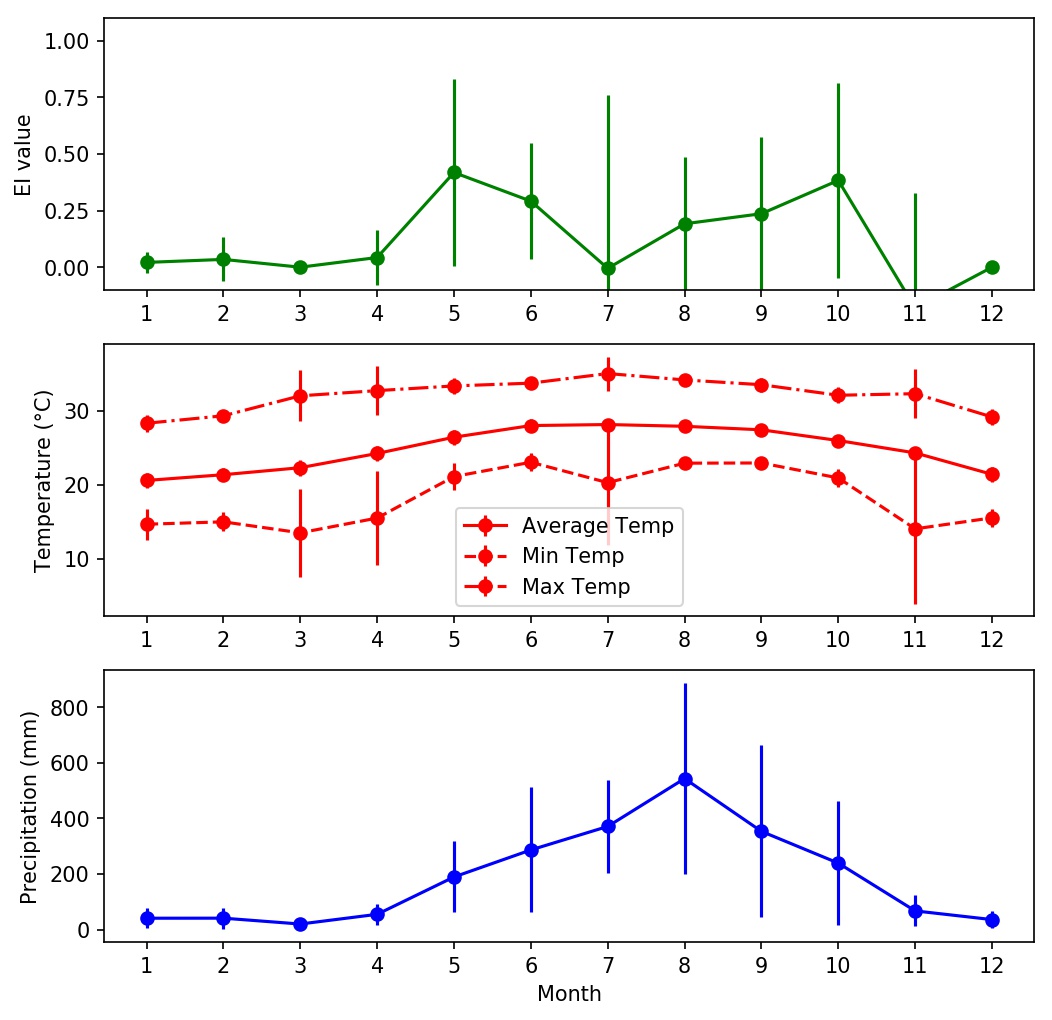 EI value
1.00
0.75
0.50
0.25
0.00
1 2 3 4 5 6 7 8 9 10 11 12
Temperature (°C)
30
20
10
Average Temp
Min Temp
Max Temp
1 2 3 4 5 6 7 8 9 10 11 12
Precipitation (mm)
800
600
400
200
0
1 2 3 4 5 6 7 8 9 10 11 12
Month